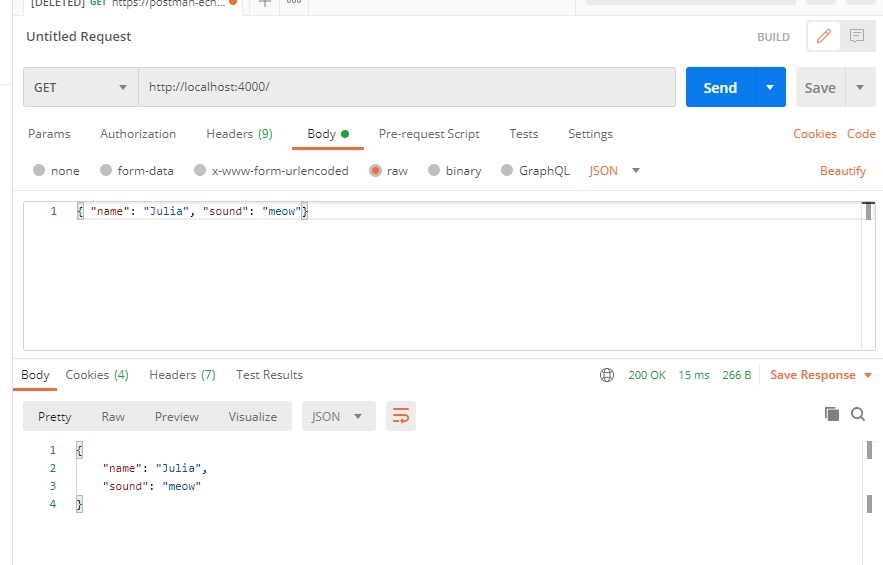 [DELETED] GET https://postman-ech...
Untitled Request BUILD
GET http://localhost:4000/ Send Save
Params Authorization Headers (9) Body Pre-request Script Tests Settings Cookies Code
none form-data x-www-form-urlencoded raw binary GraphQL JSON Beautify
1 { "name": "Julia", "sound": "meow"}
Body Cookies (4) Headers (7) Test Results 200 OK 15 ms 266 B Save Response
Pretty Raw Preview Visualize JSON
1 {
2 "name": "Julia",
3 "sound": "meow"
4 }